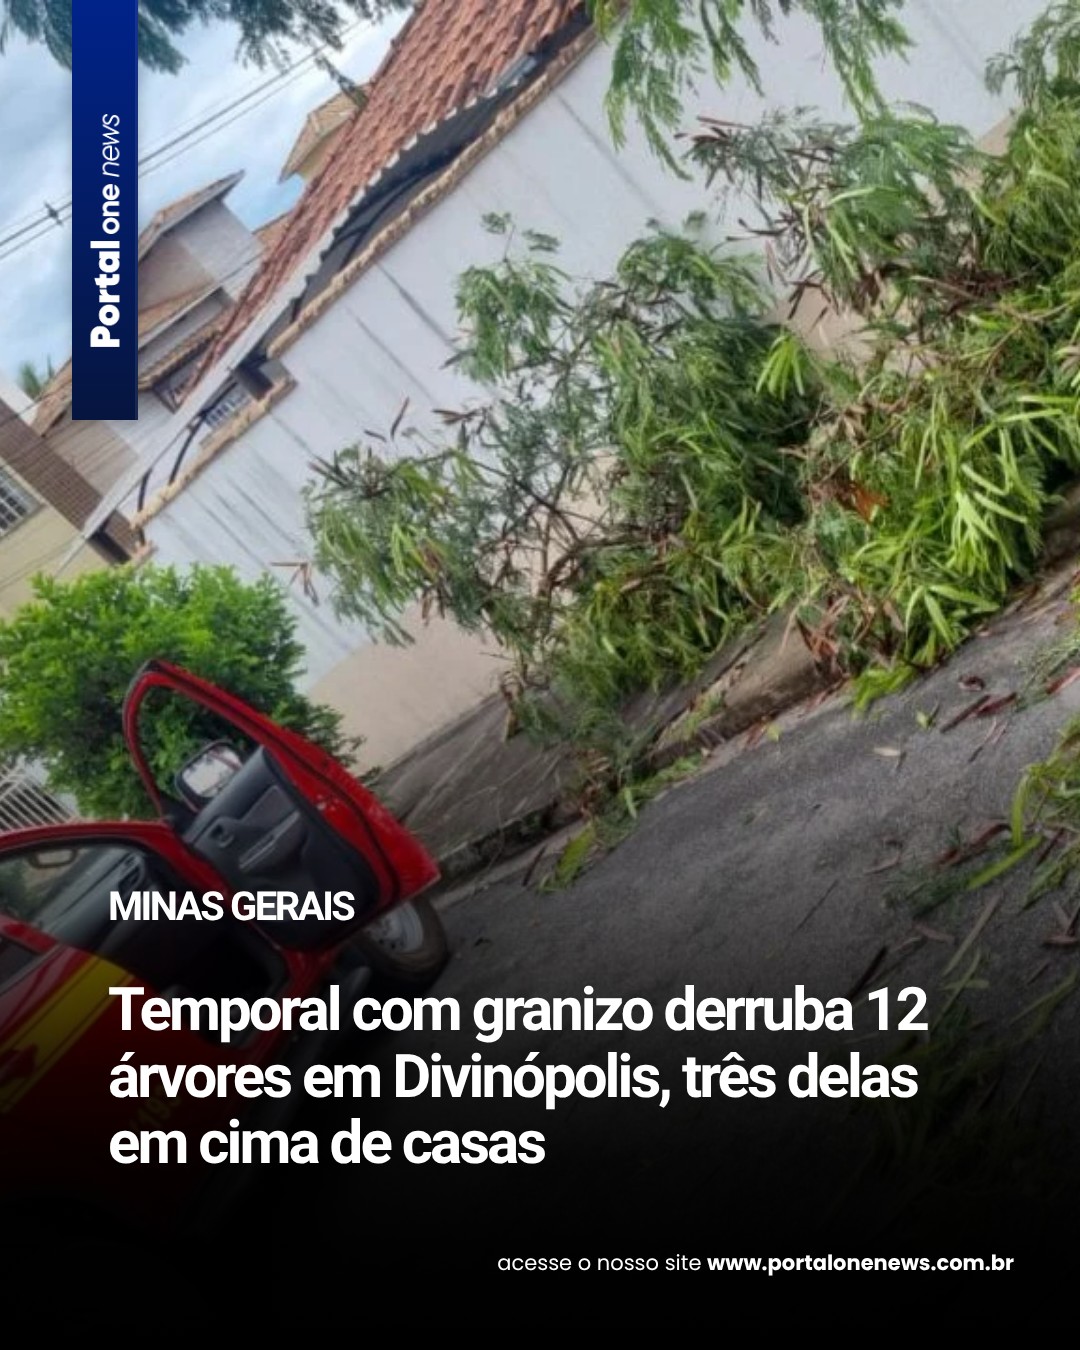 Portal one news
MINAS GERAIS
Temporal com granizo derruba 12
árvores em Divinópolis, três delas
em cima de casas
acesse o nosso site www.portalonenews.com.br